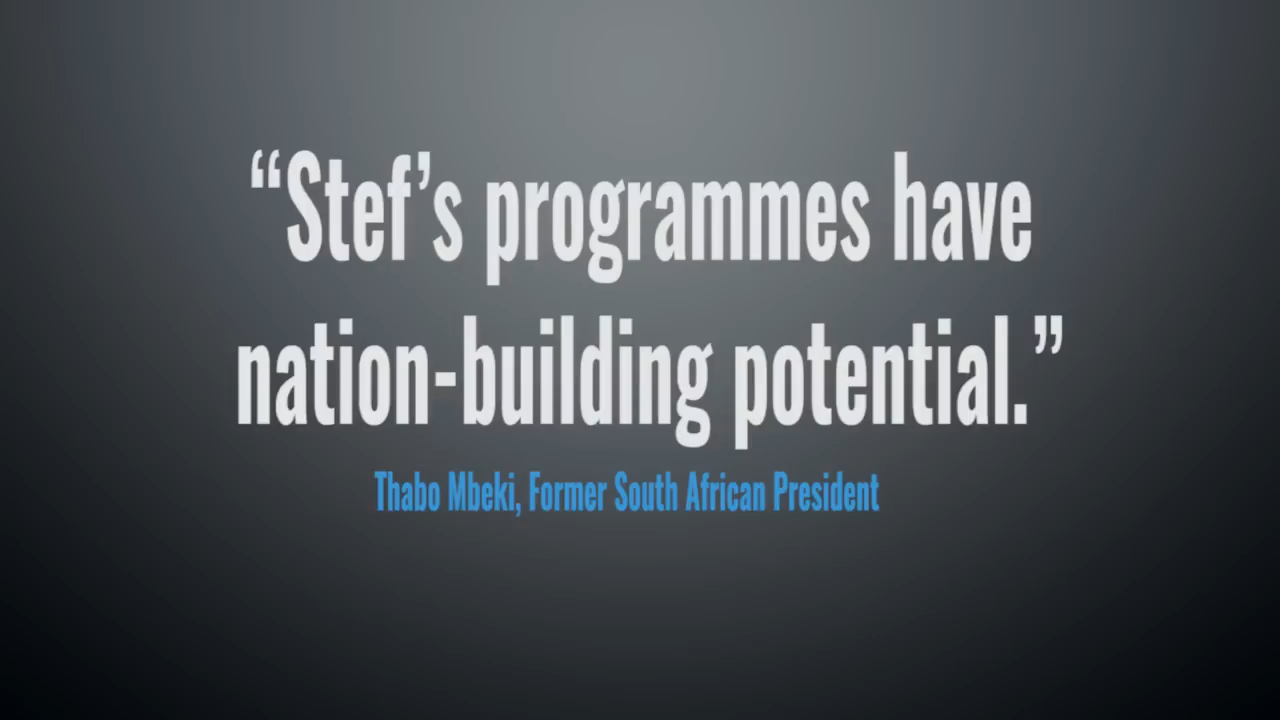 “Stef’s programmes have
nation-building potential.”
Thabo Mbeki, Former South African President